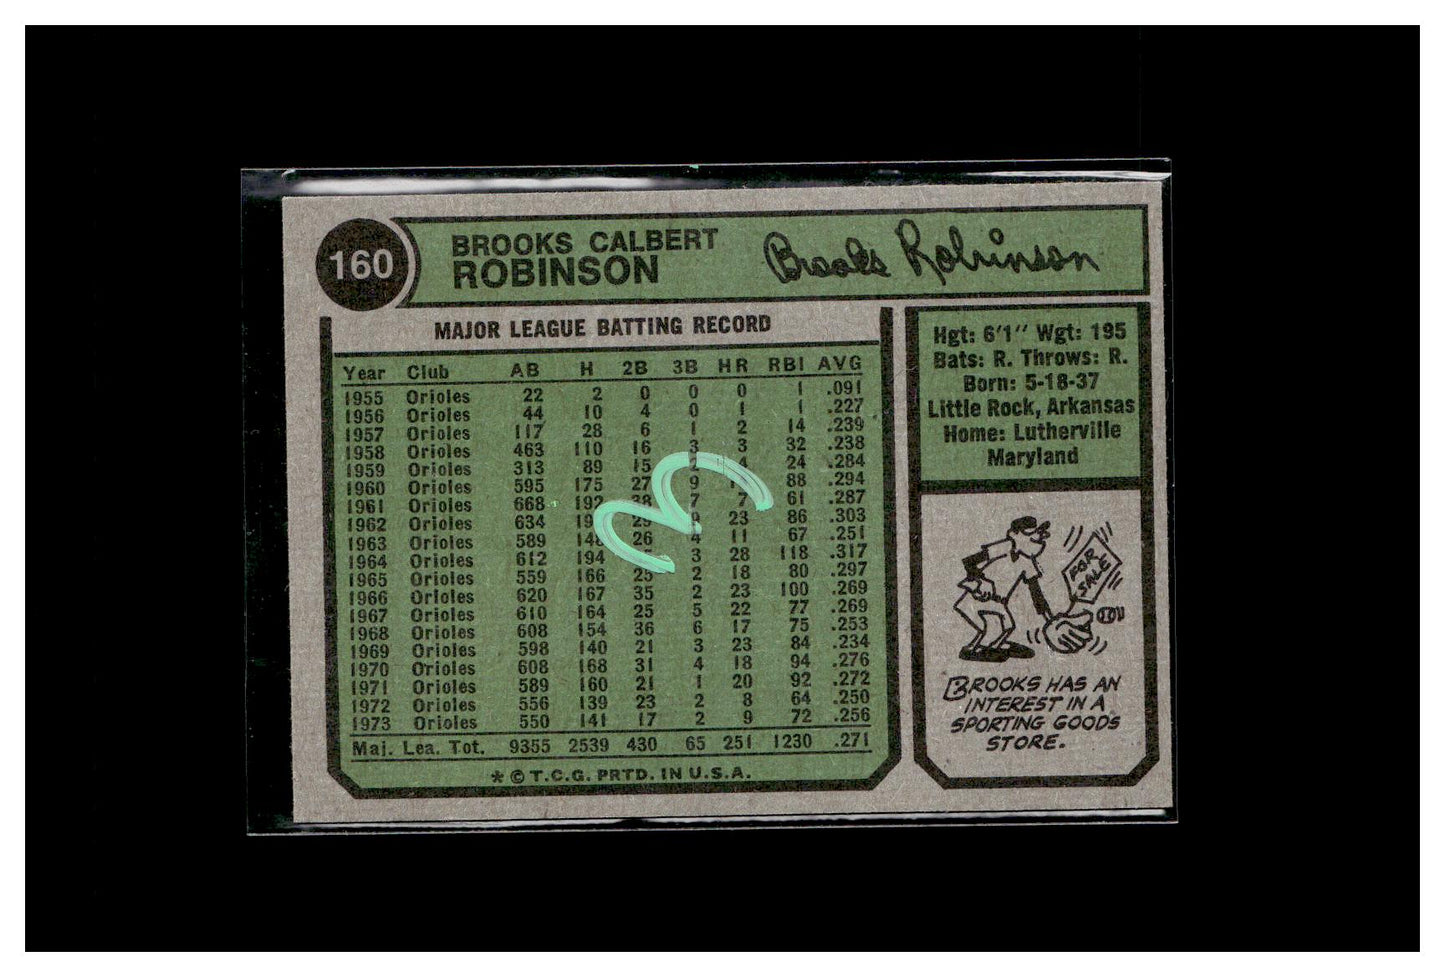 160
BROOKS CALBERT
ROBINSON
Brooks Robinson
MAJOR LEAGUE BATTING RECORD
Year Club AB H 2B 3B HR RBI AVG
1955 Orioles 22 2 0 0 0 1 .091
1956 Orioles 44 10 4 0 1 1 .227
1957 Orioles 117 28 6 1 2 14 .239
1958 Orioles 463 110 16 3 3 32 .238
1959 Orioles 313 89 15 2 4 24 .284
1960 Orioles 595 175 27 9 88 .294
1961 Orioles 668 192 38 7 7 61 .287
1962 Orioles 634 29 9 23 86 .303
1963 Orioles 589 148 26 4 11 67 .251
1964 Orioles 612 194 3 28 118 .317
1965 Orioles 559 166 25 2 18 80 .297
1966 Orioles 620 167 35 2 23 100 .269
1967 Orioles 610 164 25 5 22 77 .269
1968 Orioles 608 154 36 6 17 75 .253
1969 Orioles 598 140 21 3 23 84 .234
1970 Orioles 608 168 31 4 18 94 .276
1971 Orioles 589 160 21 1 20 92 .272
1972 Orioles 556 139 23 2 8 64 .250
1973 Orioles 550 141 17 2 9 72 .256
Maj. Lea. Tot. 9355 2539 430 65 251 1230 .271
* © T.C.G. PRTD. IN U.S.A.
Hgt: 6'1" Wgt: 195
Bats: R. Throws: R.
Born: 5-18-37
Little Rock, Arkansas
Home: Lutherville
Maryland
FOR
SALE
BROOKS HAS AN
INTEREST IN A
SPORTING GOODS
STORE.